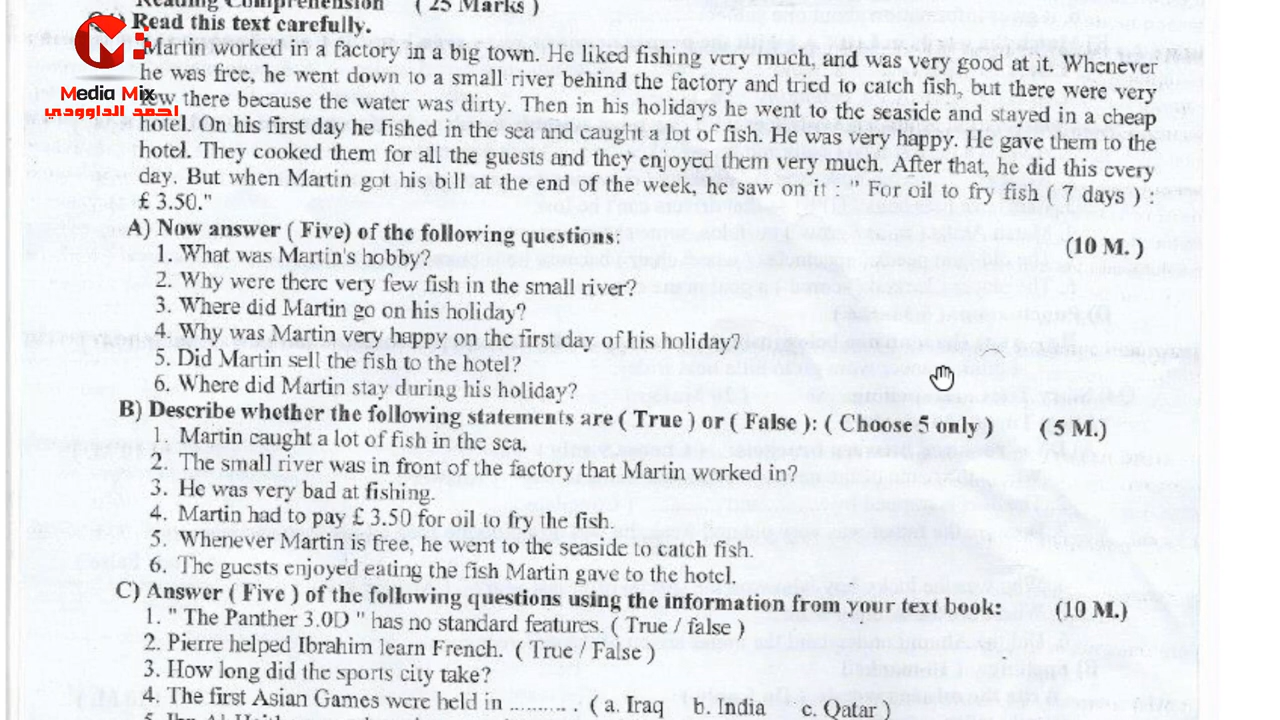 Reading Comprehension ( 25 Marks )
Read this text carefully.
Martin worked in a factory in a big town. He liked fishing very much, and was very good at it. Whenever
he was free, he went down to a small river behind the factory and tried to catch fish, but there were very
few there because the water was dirty. Then in his holidays he went to the seaside and stayed in a cheap
hotel. On his first day he fished in the sea and caught a lot of fish. He was very happy. He gave them to the
hotel. They cooked them for all the guests and they enjoyed them very much. After that, he did this every
day. But when Martin got his bill at the end of the week, he saw on it : " For oil to fry fish ( 7 days ) :
£ 3.50."
A) Now answer ( Five) of the following questions: (10 M. )
1. What was Martin's hobby?
2. Why were there very few fish in the small river?
3. Where did Martin go on his holiday?
4. Why was Martin very happy on the first day of his holiday?
5. Did Martin sell the fish to the hotel?
6. Where did Martin stay during his holiday?
B) Describe whether the following statements are ( True ) or ( False ): ( Choose 5 only ) (5 M.)
1. Martin caught a lot of fish in the sea.
2. The small river was in front of the factory that Martin worked in?
3. He was very bad at fishing.
4. Martin had to pay £ 3.50 for oil to fry the fish.
5. Whenever Martin is free, he went to the seaside to catch fish.
6. The guests enjoyed eating the fish Martin gave to the hotel.
C) Answer ( Five ) of the following questions using the information from your text book: (10 M.)
1. " The Panther 3.0D " has no standard features. ( True / false )
2. Pierre helped Ibrahim learn French. ( True / False )
3. How long did the sports city take?
4. The first Asian Games were held in ......... ( a. Iraq b. India c. Qatar )
Media Mix
احمد الداوودي